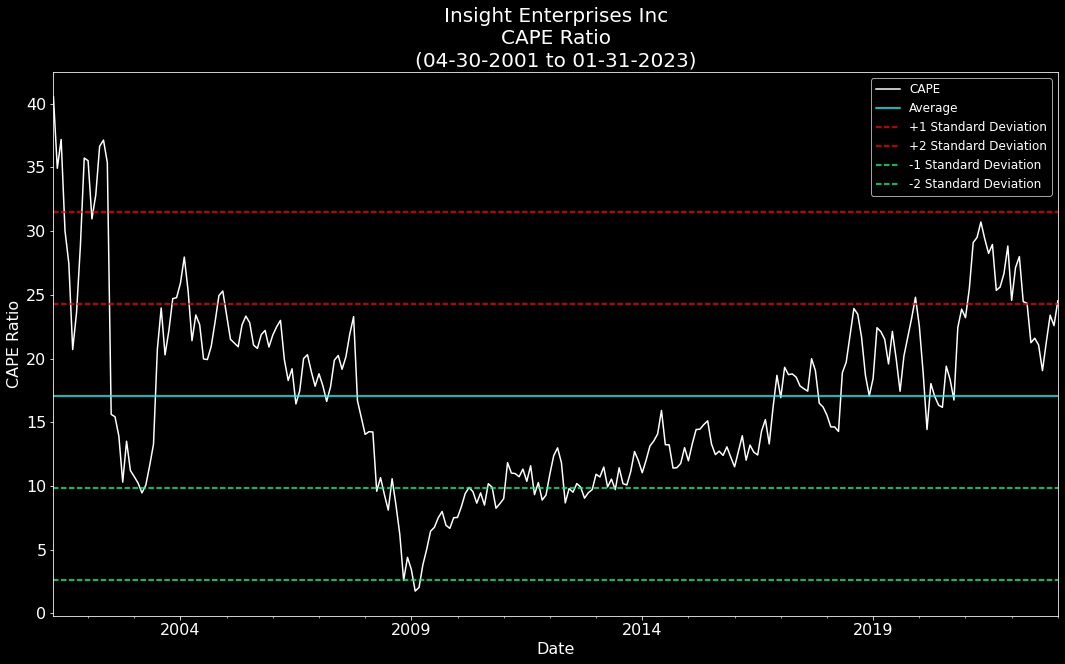 Insight Enterprises Inc
CAPE Ratio
(04-30-2001 to 01-31-2023)
CAPE
Average
+1 Standard Deviation
+2 Standard Deviation
-1 Standard Deviation
-2 Standard Deviation
CAPE Ratio
40
35
30
25
20
15
10
5
0
2004
2009
2014
2019
Date